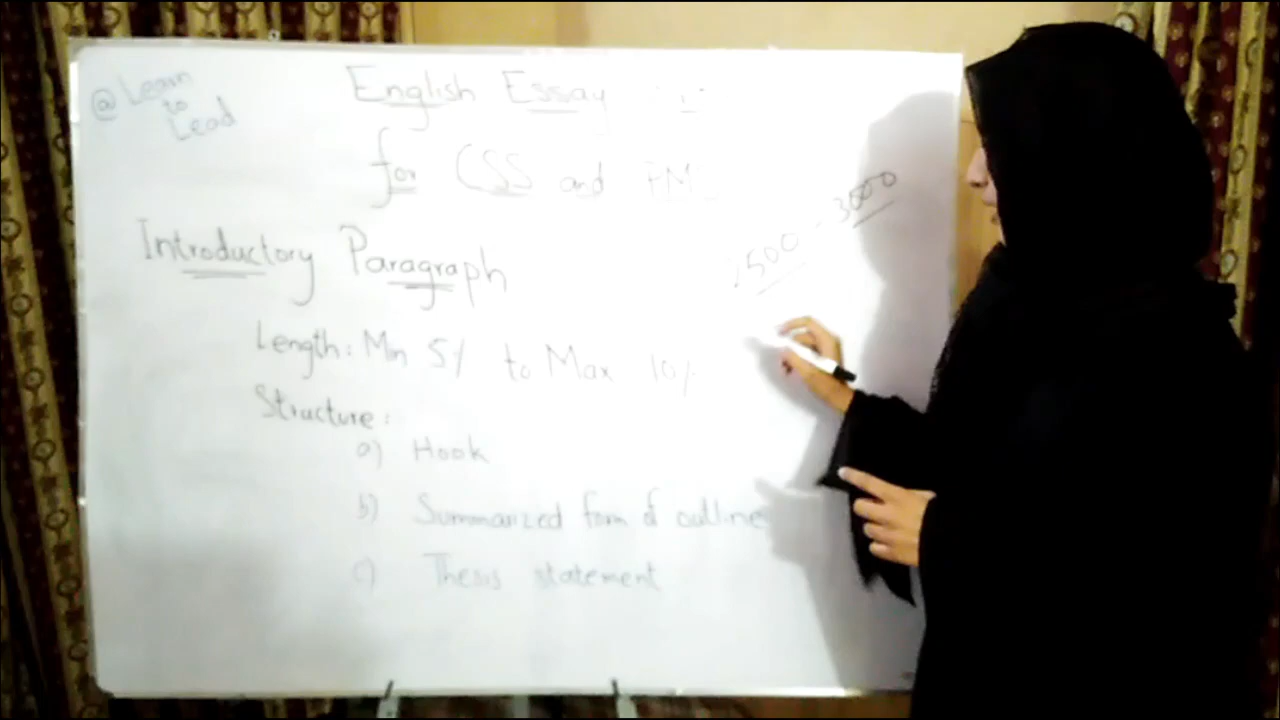 @ Learn
to
Lead
English Essay
for CSS and PM
2500 - 3000
Introductory Paragraph
Length: Min 5% to Max 10%
Structure:
a) Hook
b) Summarized form of outline
c) Thesis statement